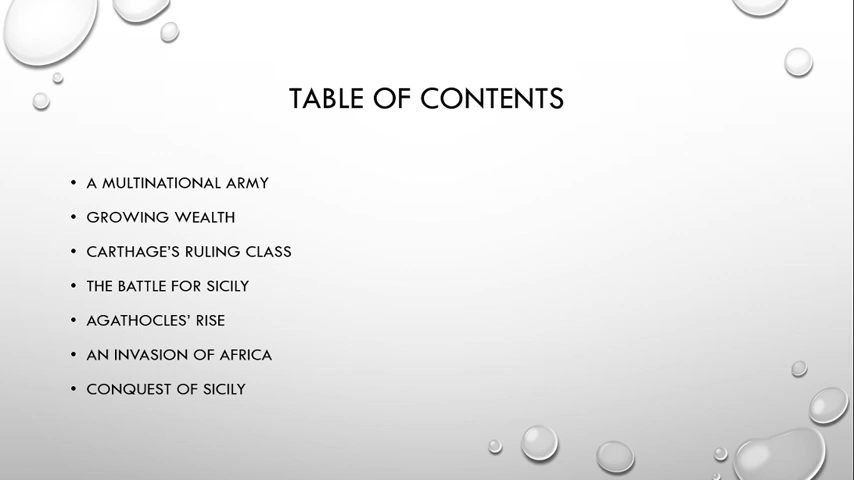 TABLE OF CONTENTS
• A MULTINATIONAL ARMY
• GROWING WEALTH
• CARTHAGE'S RULING CLASS
• THE BATTLE FOR SICILY
• AGATHOCLES' RISE
• AN INVASION OF AFRICA
• CONQUEST OF SICILY